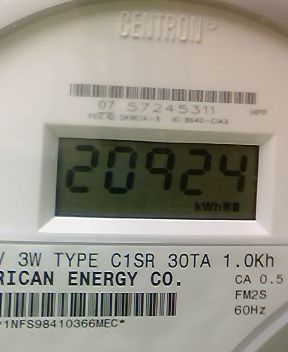 CENTRON®
07 57245311
HPP
20924
kWh
V 3W TYPE C1SR 30TA 1.0Kh
RICAN ENERGY CO.
CA 0.5
FM2S
60Hz
*1NFS98410366MEC*